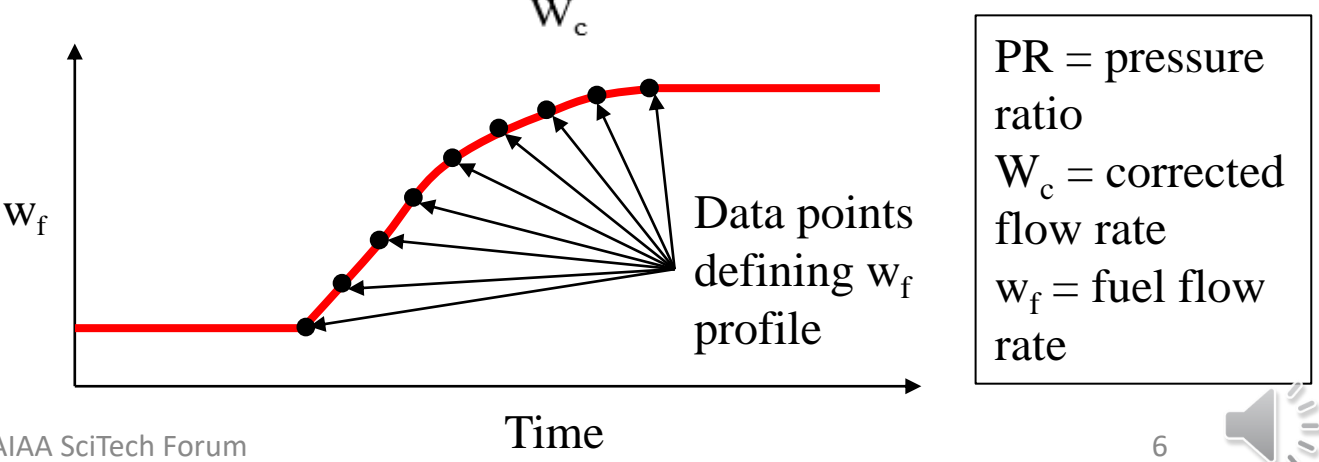 W_c
w_f
Data points
defining w_f
profile
Time
PR = pressure
ratio
W_c = corrected
flow rate
w_f = fuel flow
rate
AIAA SciTech Forum
6